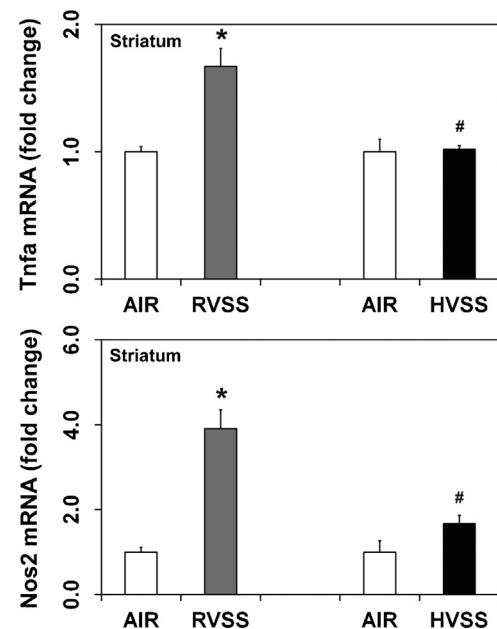 Tnfa mRNA (fold change)
2.0
1.0
0.0
Striatum
*
#
AIR RVSS AIR HVSS
Nos2 mRNA (fold change)
6.0
4.0
2.0
0.0
Striatum
*
#
AIR RVSS AIR HVSS